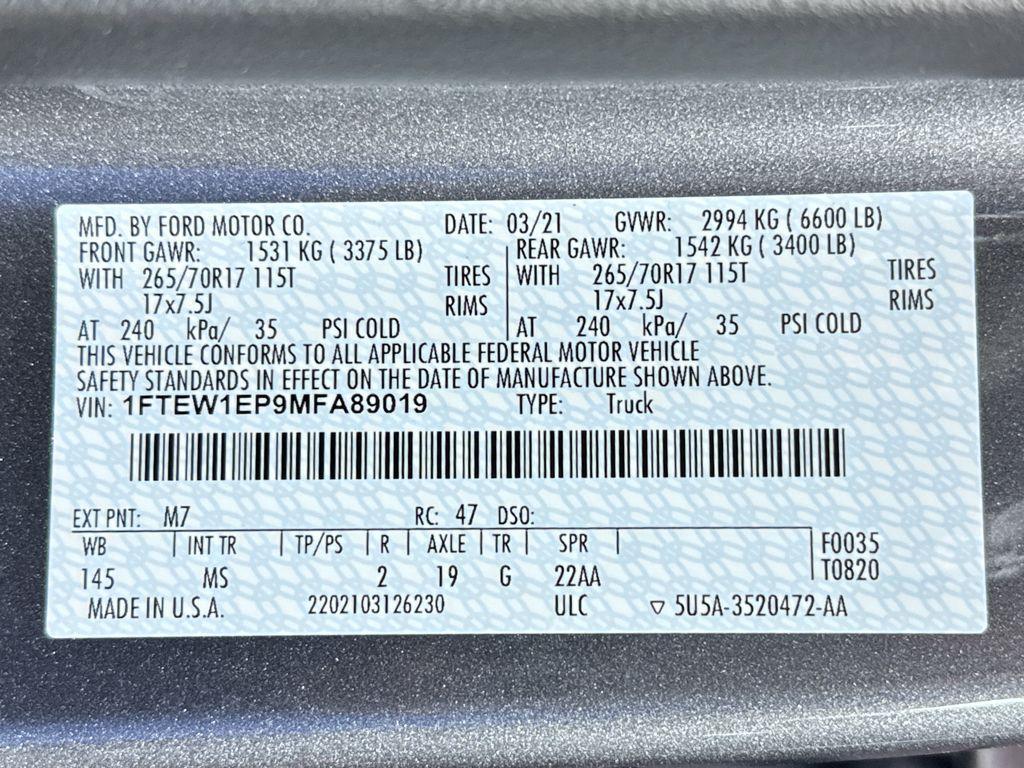 MFD. BY FORD MOTOR CO. DATE: 03/21 GVWR: 2994 KG ( 6600 LB)
FRONT GAWR: 1531 KG ( 3375 LB) REAR GAWR: 1542 KG ( 3400 LB)
WITH 265/70R17 115T TIRES WITH 265/70R17 115T TIRES
17x7.5J RIMS 17x7.5J RIMS
AT 240 kPa/ 35 PSI COLD AT 240 kPa/ 35 PSI COLD
THIS VEHICLE CONFORMS TO ALL APPLICABLE FEDERAL MOTOR VEHICLE
SAFETY STANDARDS IN EFFECT ON THE DATE OF MANUFACTURE SHOWN ABOVE.
VIN: 1FTEW1EP9MFA89019 TYPE: Truck
EXT PNT: M7 RC: 47 DSO:
WB | INT TR | TP/PS | R | AXLE | TR | SPR | F0035
145 MS 2 19 G 22AA T0820
MADE IN U.S.A. 2202103126230 ULC ▽ 5U5A-3520472-AA